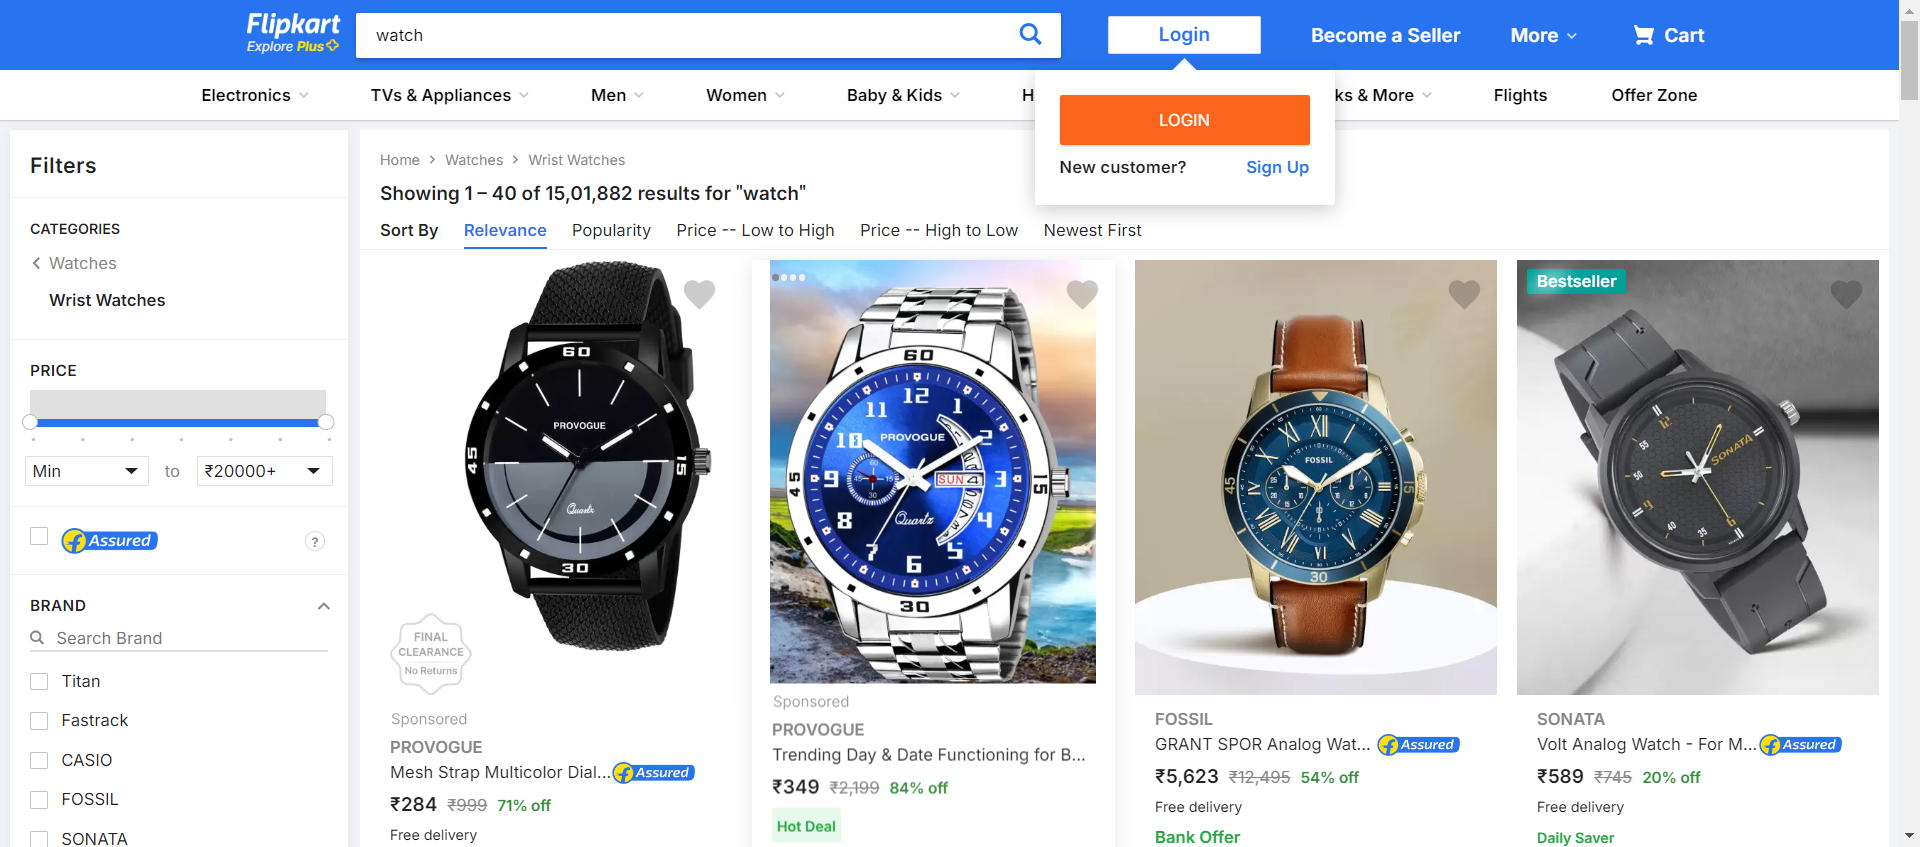 Flipkart
Explore Plus
watch
Login
Become a Seller
More
Cart
Electronics
TVs & Appliances
Men
Women
Baby & Kids
H
ks & More
Flights
Offer Zone
LOGIN
New customer? Sign Up
Filters
CATEGORIES
Watches
Wrist Watches
PRICE
Min to ₹20000+
f Assured ?
BRAND
Search Brand
Titan
Fastrack
CASIO
FOSSIL
SONATA
Home > Watches > Wrist Watches
Showing 1 – 40 of 15,01,882 results for "watch"
Sort By Relevance Popularity Price -- Low to High Price -- High to Low Newest First
60
PROVOGUE
45
15
Quartz
30
FINAL
CLEARANCE
No Returns
Sponsored
PROVOGUE
Mesh Strap Multicolor Dial... f Assured
₹284 ₹999 71% off
Free delivery
60
12
11 1
10 PROVOGUE 2
60
45 9 45 15 SUN 4 3 15
30
8 Quartz 4
7 5
6
30
Sponsored
PROVOGUE
Trending Day & Date Functioning for B...
₹349 ₹2,199 84% off
Hot Deal
FOSSIL
45
15
30
FOSSIL
GRANT SPOR Analog Wat... f Assured
₹5,623 ₹12,495 54% off
Free delivery
Bank Offer
Bestseller
12
55
SONATA
50
9
40
35
6
SONATA
Volt Analog Watch - For M... f Assured
₹589 ₹745 20% off
Free delivery
Daily Saver